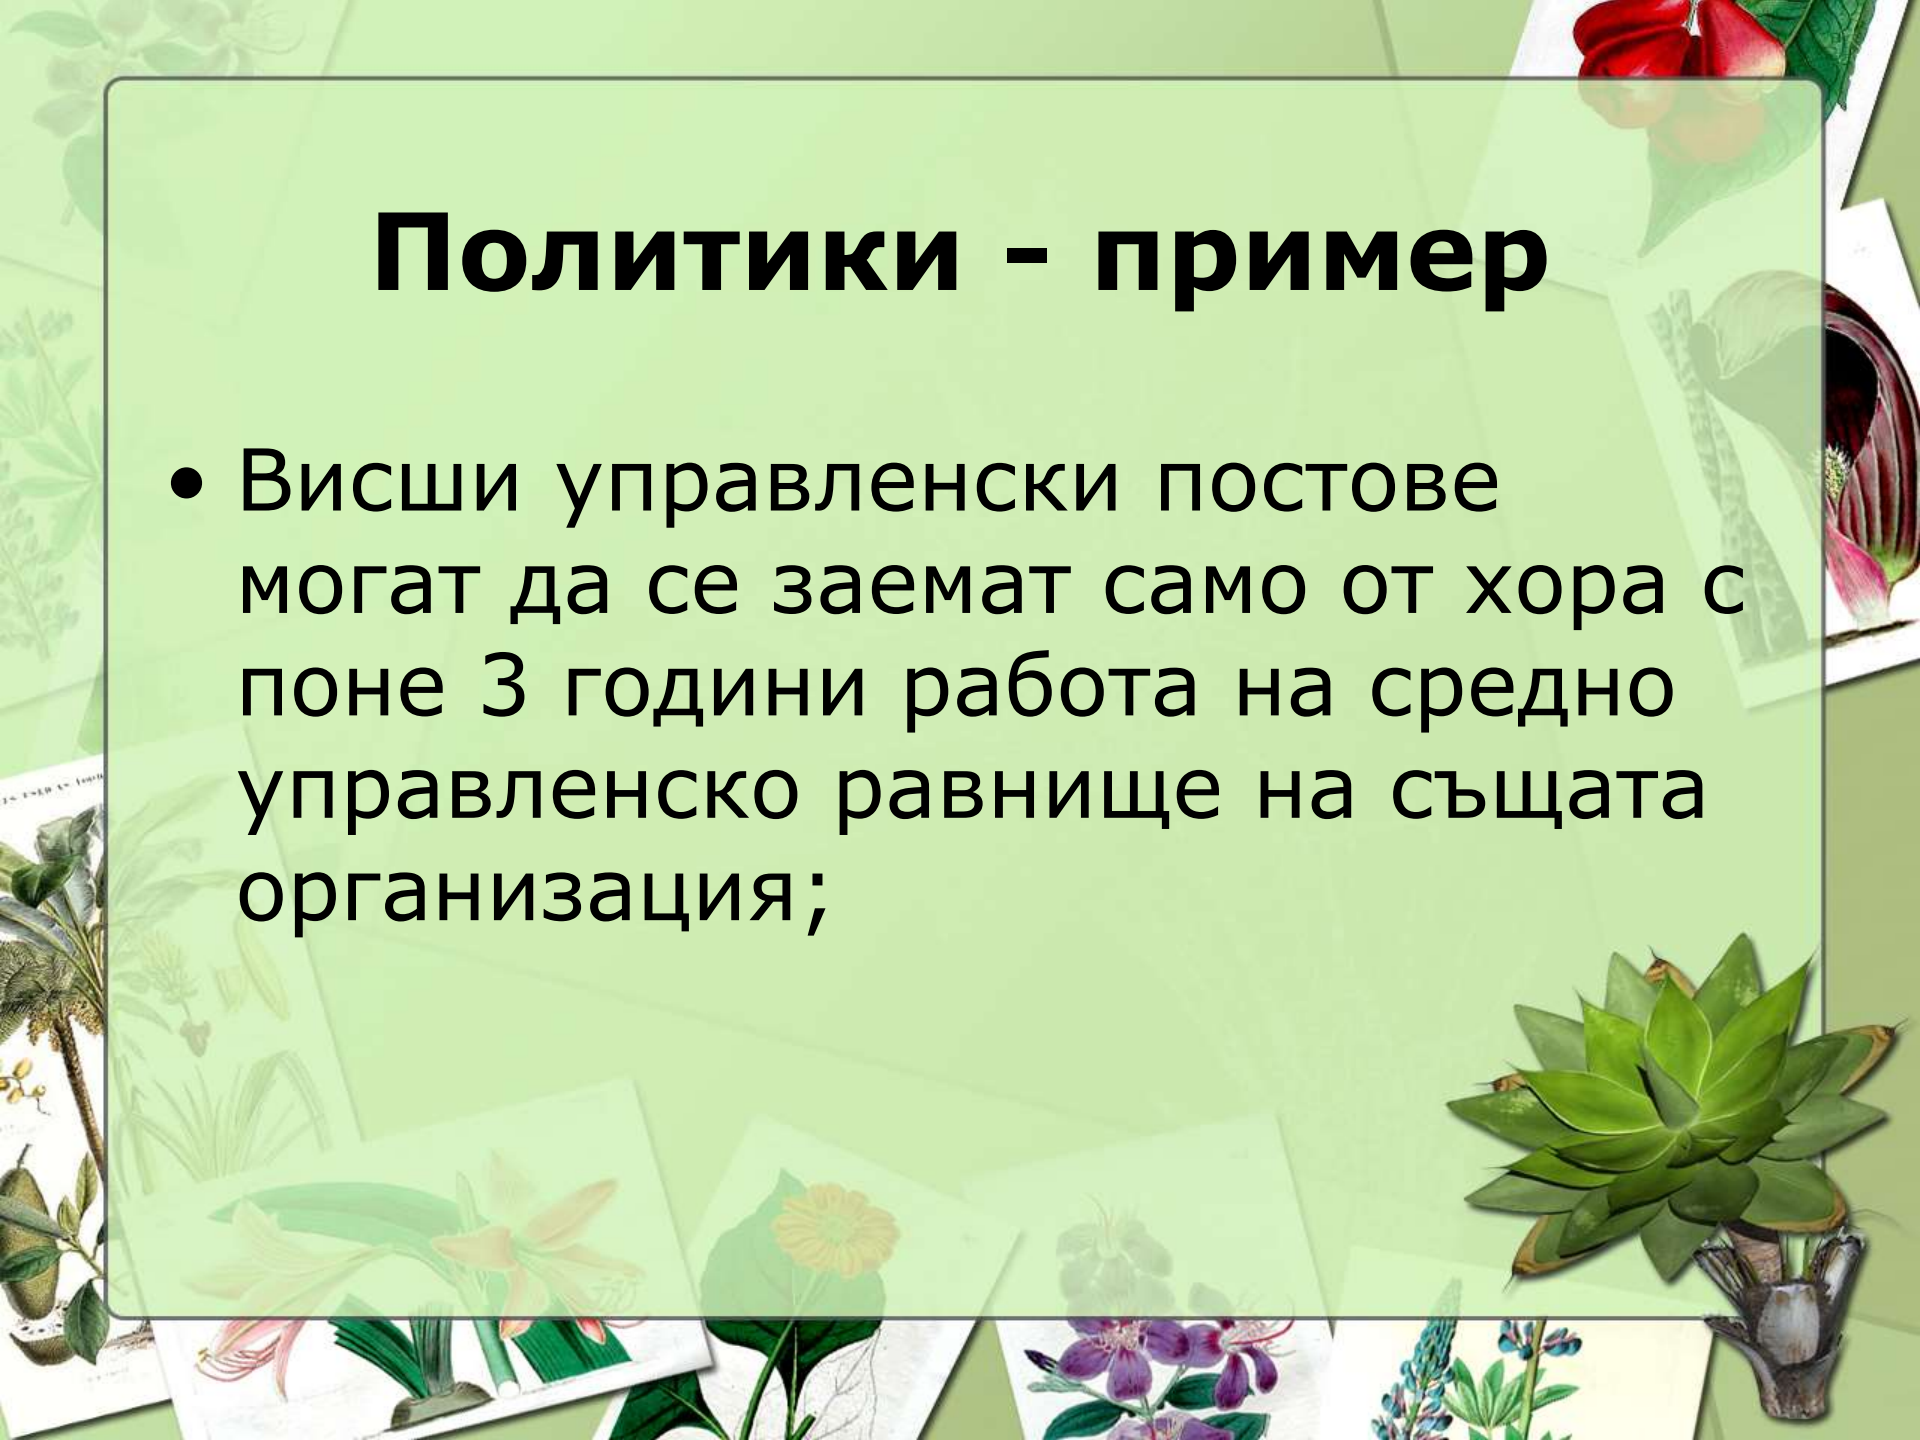 Политики - пример
• Висши управленски постове
могат да се заемат само от хора с
поне 3 години работа на средно
управленско равнище на същата
организация;